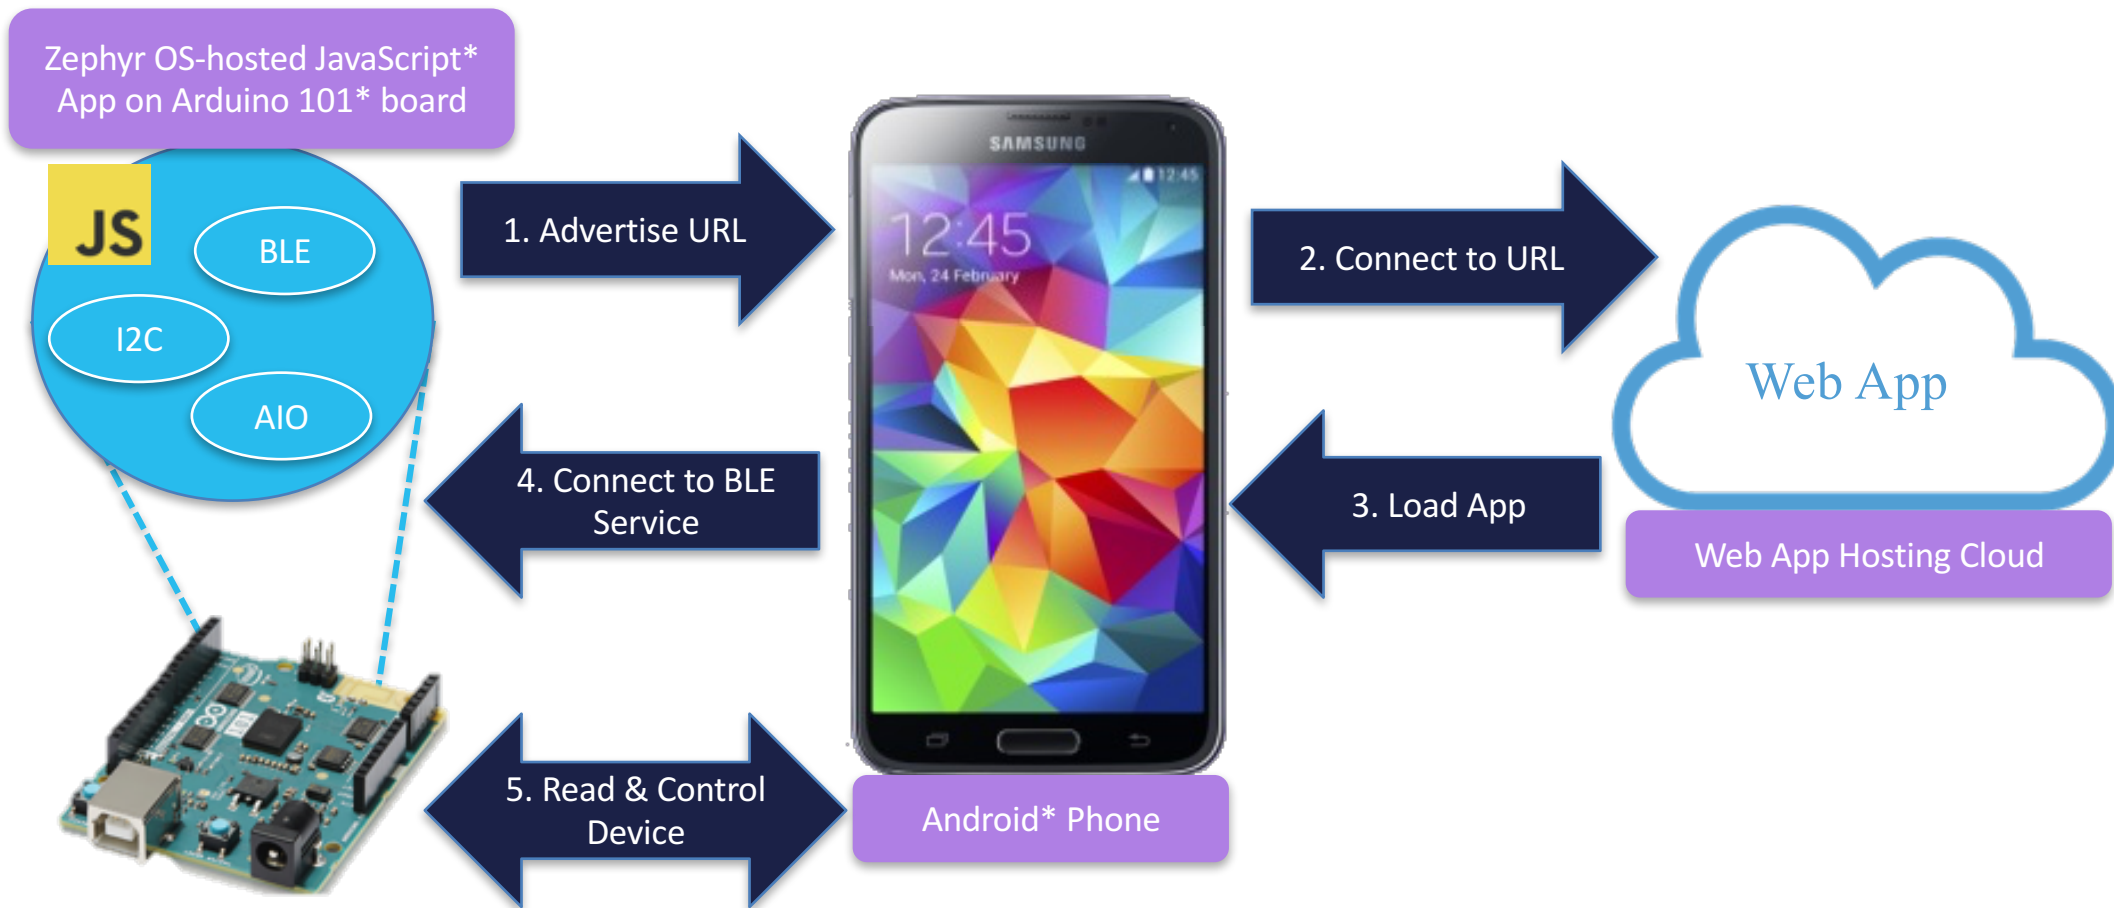 Zephyr OS-hosted JavaScript*
App on Arduino 101* board
JS
BLE
I2C
AIO
1. Advertise URL
SAMSUNG
12:45
12:45
Mon, 24 February
2. Connect to URL
Web App
3. Load App
Web App Hosting Cloud
4. Connect to BLE
Service
5. Read & Control
Device
Android* Phone